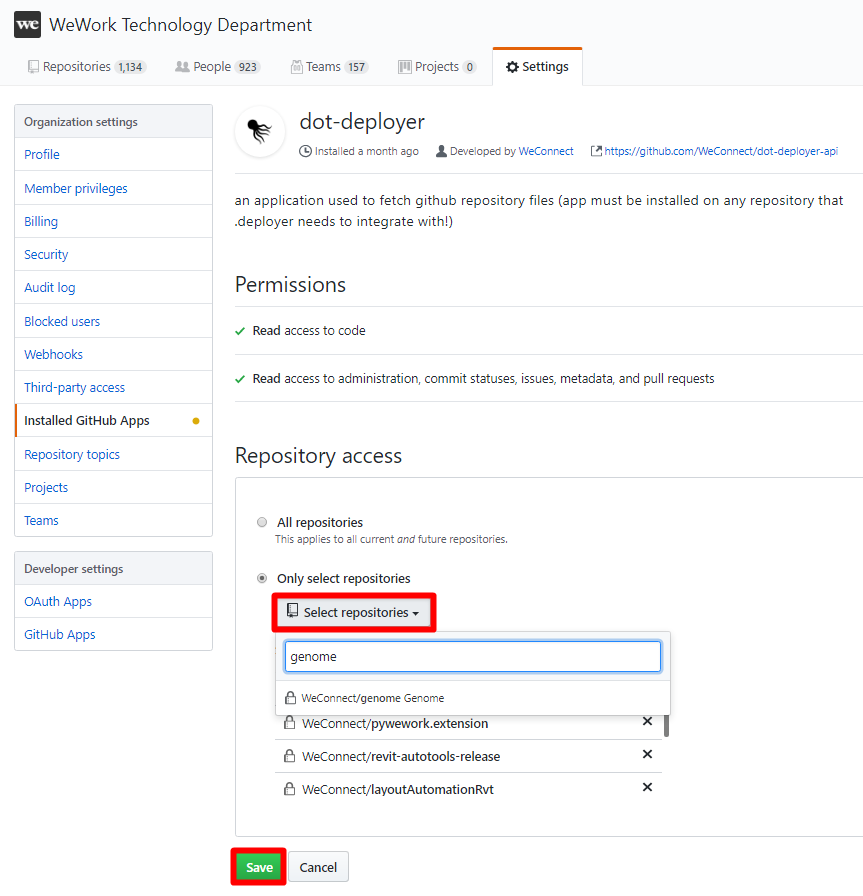 we WeWork Technology Department
Repositories 1,134 People 923 Teams 157 Projects 0 Settings
Organization settings
Profile
Member privileges
Billing
Security
Audit log
Blocked users
Webhooks
Third-party access
Installed GitHub Apps
Repository topics
Projects
Teams
Developer settings
OAuth Apps
GitHub Apps
dot-deployer
Installed a month ago Developed by WeConnect https://github.com/WeConnect/dot-deployer-api
an application used to fetch github repository files (app must be installed on any repository that
.deployer needs to integrate with!)
Permissions
Read access to code
Read access to administration, commit statuses, issues, metadata, and pull requests
Repository access
All repositories
This applies to all current and future repositories.
Only select repositories
Select repositories
genome
WeConnect/genome Genome
WeConnect/pywework.extension
WeConnect/revit-autotools-release
WeConnect/layoutAutomationRvt
Save Cancel